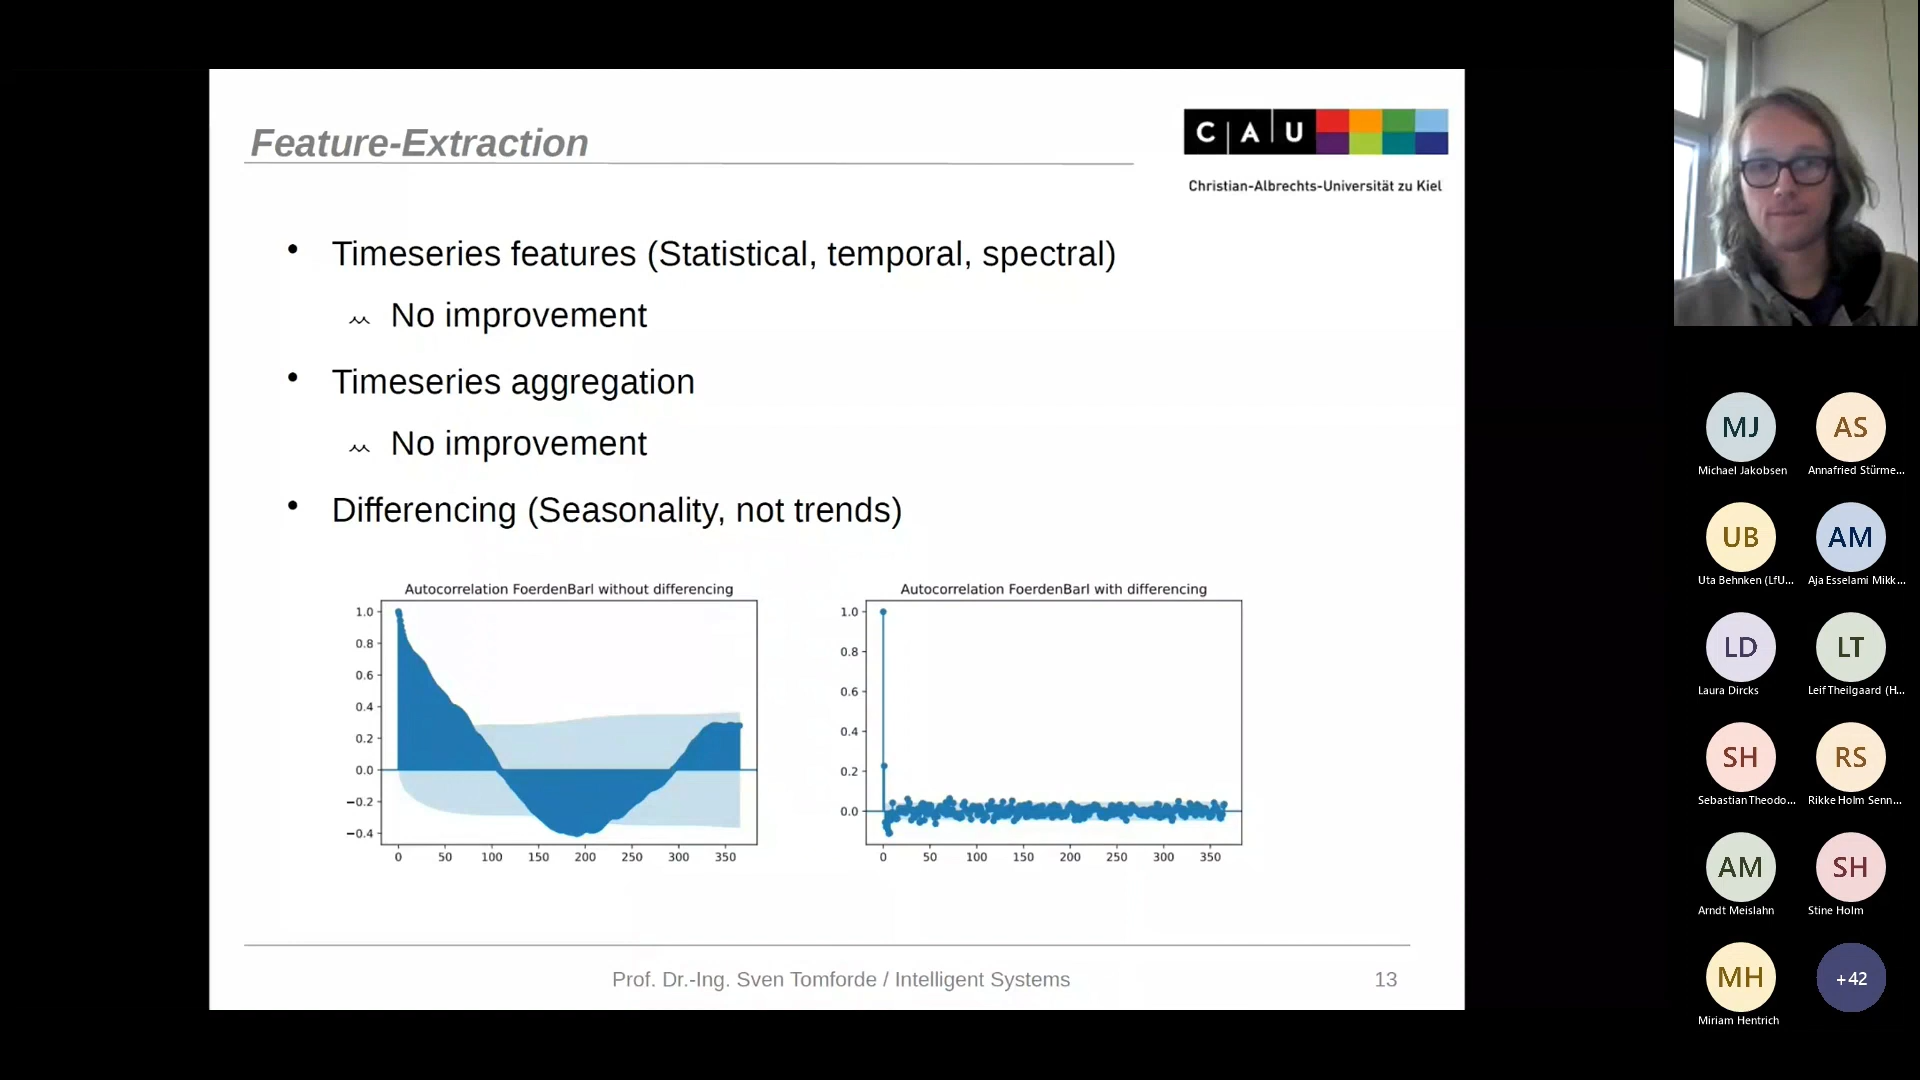 Feature-Extraction
C A U
Christian-Albrechts-Universität zu Kiel
• Timeseries features (Statistical, temporal, spectral)
No improvement
• Timeseries aggregation
No improvement
• Differencing (Seasonality, not trends)
Autocorrelation FoerdenBarl without differencing
1.0
0.8
0.6
0.4
0.2
0.0
−0.2
−0.4
0 50 100 150 200 250 300 350
Autocorrelation FoerdenBarl with differencing
1.0
0.8
0.6
0.4
0.2
0.0
0 50 100 150 200 250 300 350
Prof. Dr.-Ing. Sven Tomforde / Intelligent Systems
13
MJ AS
Michael Jakobsen Annafried Stürme...
UB AM
Uta Behnken (LfU... Aja Esselami Mikk...
LD LT
Laura Dircks Leif Theilgaard (H...
SH RS
Sebastian Theodo... Rikke Holm Senn...
AM SH
Arndt Meislahn Stine Holm
MH +42
Miriam Hentrich